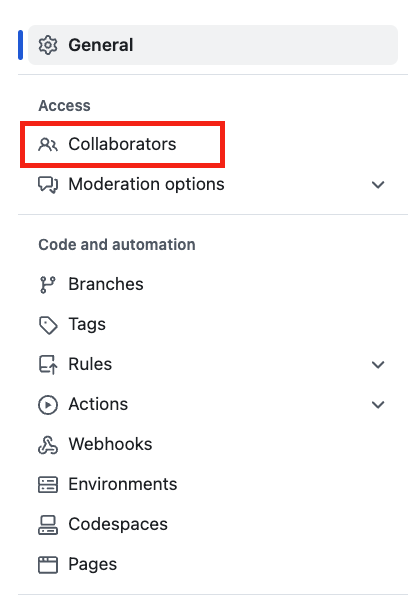 General
Access
Collaborators
Moderation options
Code and automation
Branches
Tags
Rules
Actions
Webhooks
Environments
Codespaces
Pages